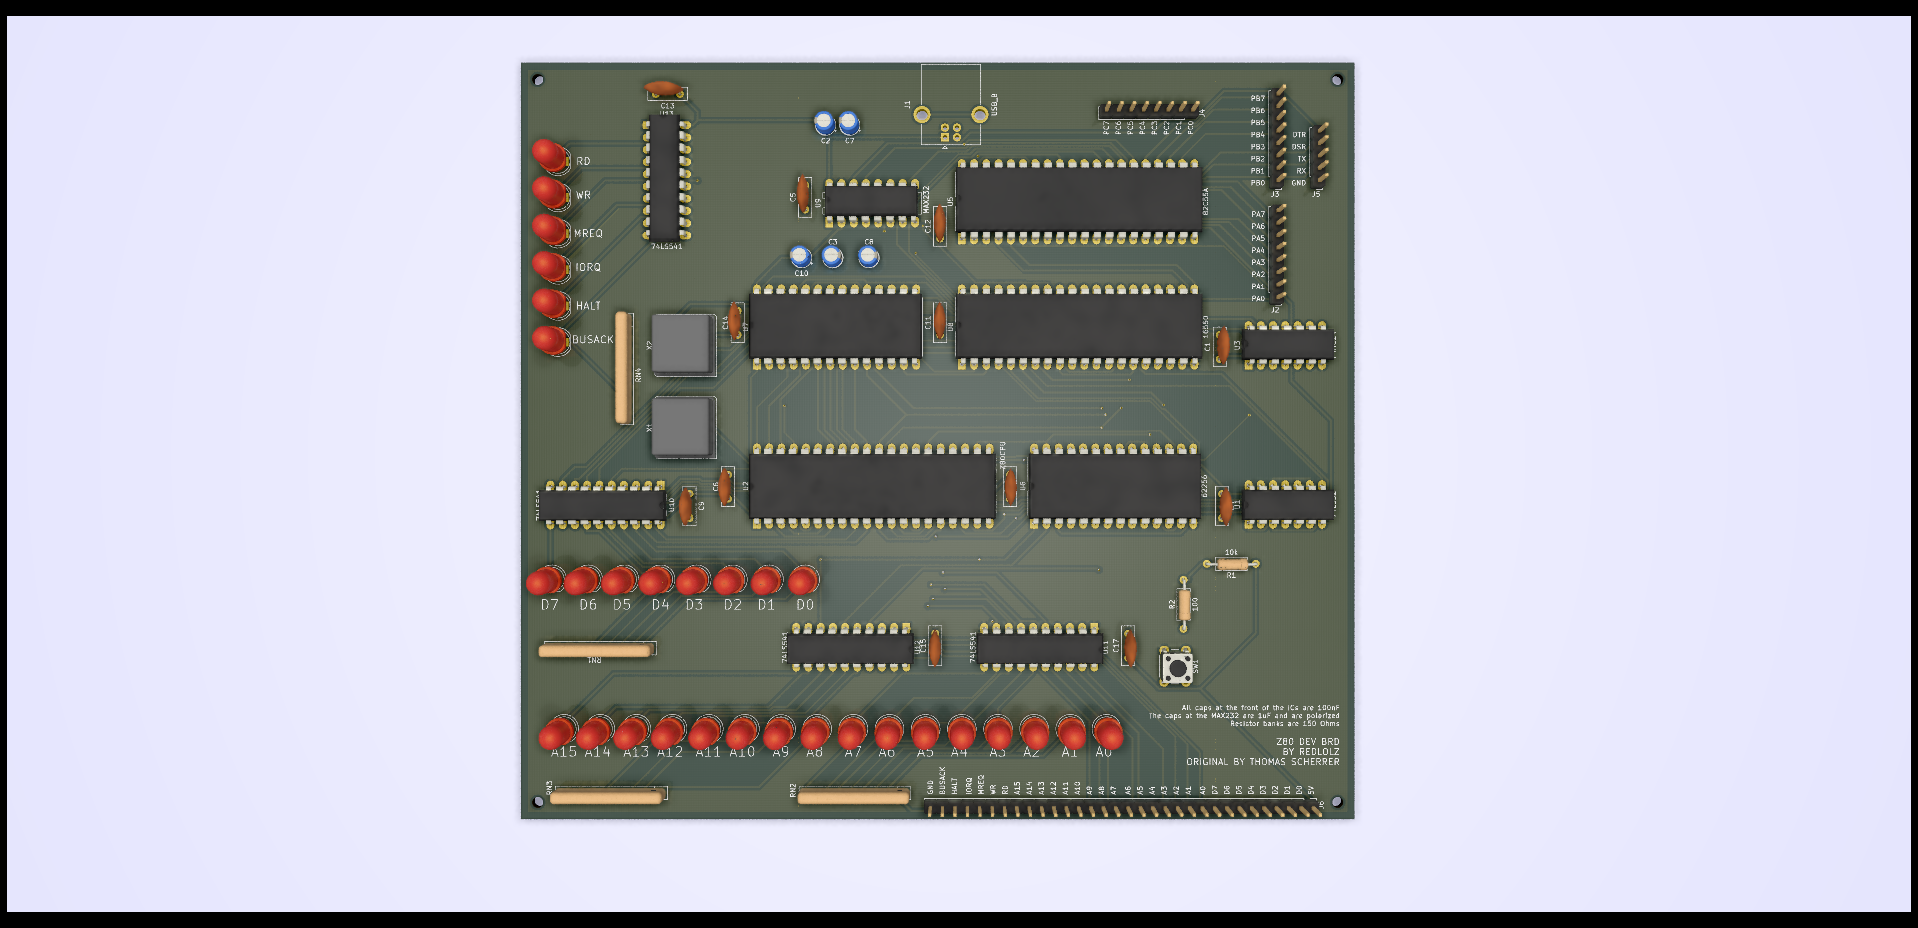 C13
U13
74LS541
RD
WR
MREQ
IORQ
HALT
BUSACK
RN4
X2
X1
C2
C7
C5
U9
MAX232
C12
C10
C3
C8
J1
USB_B
U5
82C55A
J4
PC7
PC6
PC5
PC4
PC3
PC2
PC1
PC0
PB7
PB6
PB5
PB4
PB3
PB2
PB1
PB0
J3
DTR
DSR
TX
RX
GND
J5
PA7
PA6
PA5
PA4
PA3
PA2
PA1
PA0
J2
C14
U7
C11
U8
16550
C1
U3
U10
C9
C6
U2
Z80CPU
U6
62256
U1
D7 D6 D5 D4 D3 D2 D1 D0
10k
R1
R2
100
SW1
RN1
74LS541
U12
C15
74LS541
U11
C17
A15 A14 A13 A12 A11 A10 A9 A8 A7 A6 A5 A4 A3 A2 A1 A0
All caps at the front of the ICs are 100nF
The caps at the MAX232 are 1uF and are polarized
Resistor banks are 150 Ohms
Z80 DEV BRD
BY REDLOLZ
ORIGINAL BY THOMAS SCHERRER
RN3
RN2
GND BUSACK HALT IORQ MREQ WR RD A15 A14 A13 A12 A11 A10 A9 A8 A7 A6 A5 A4 A3 A2 A1 A0 D7 D6 D5 D4 D3 D2 D1 D0 5V
J6